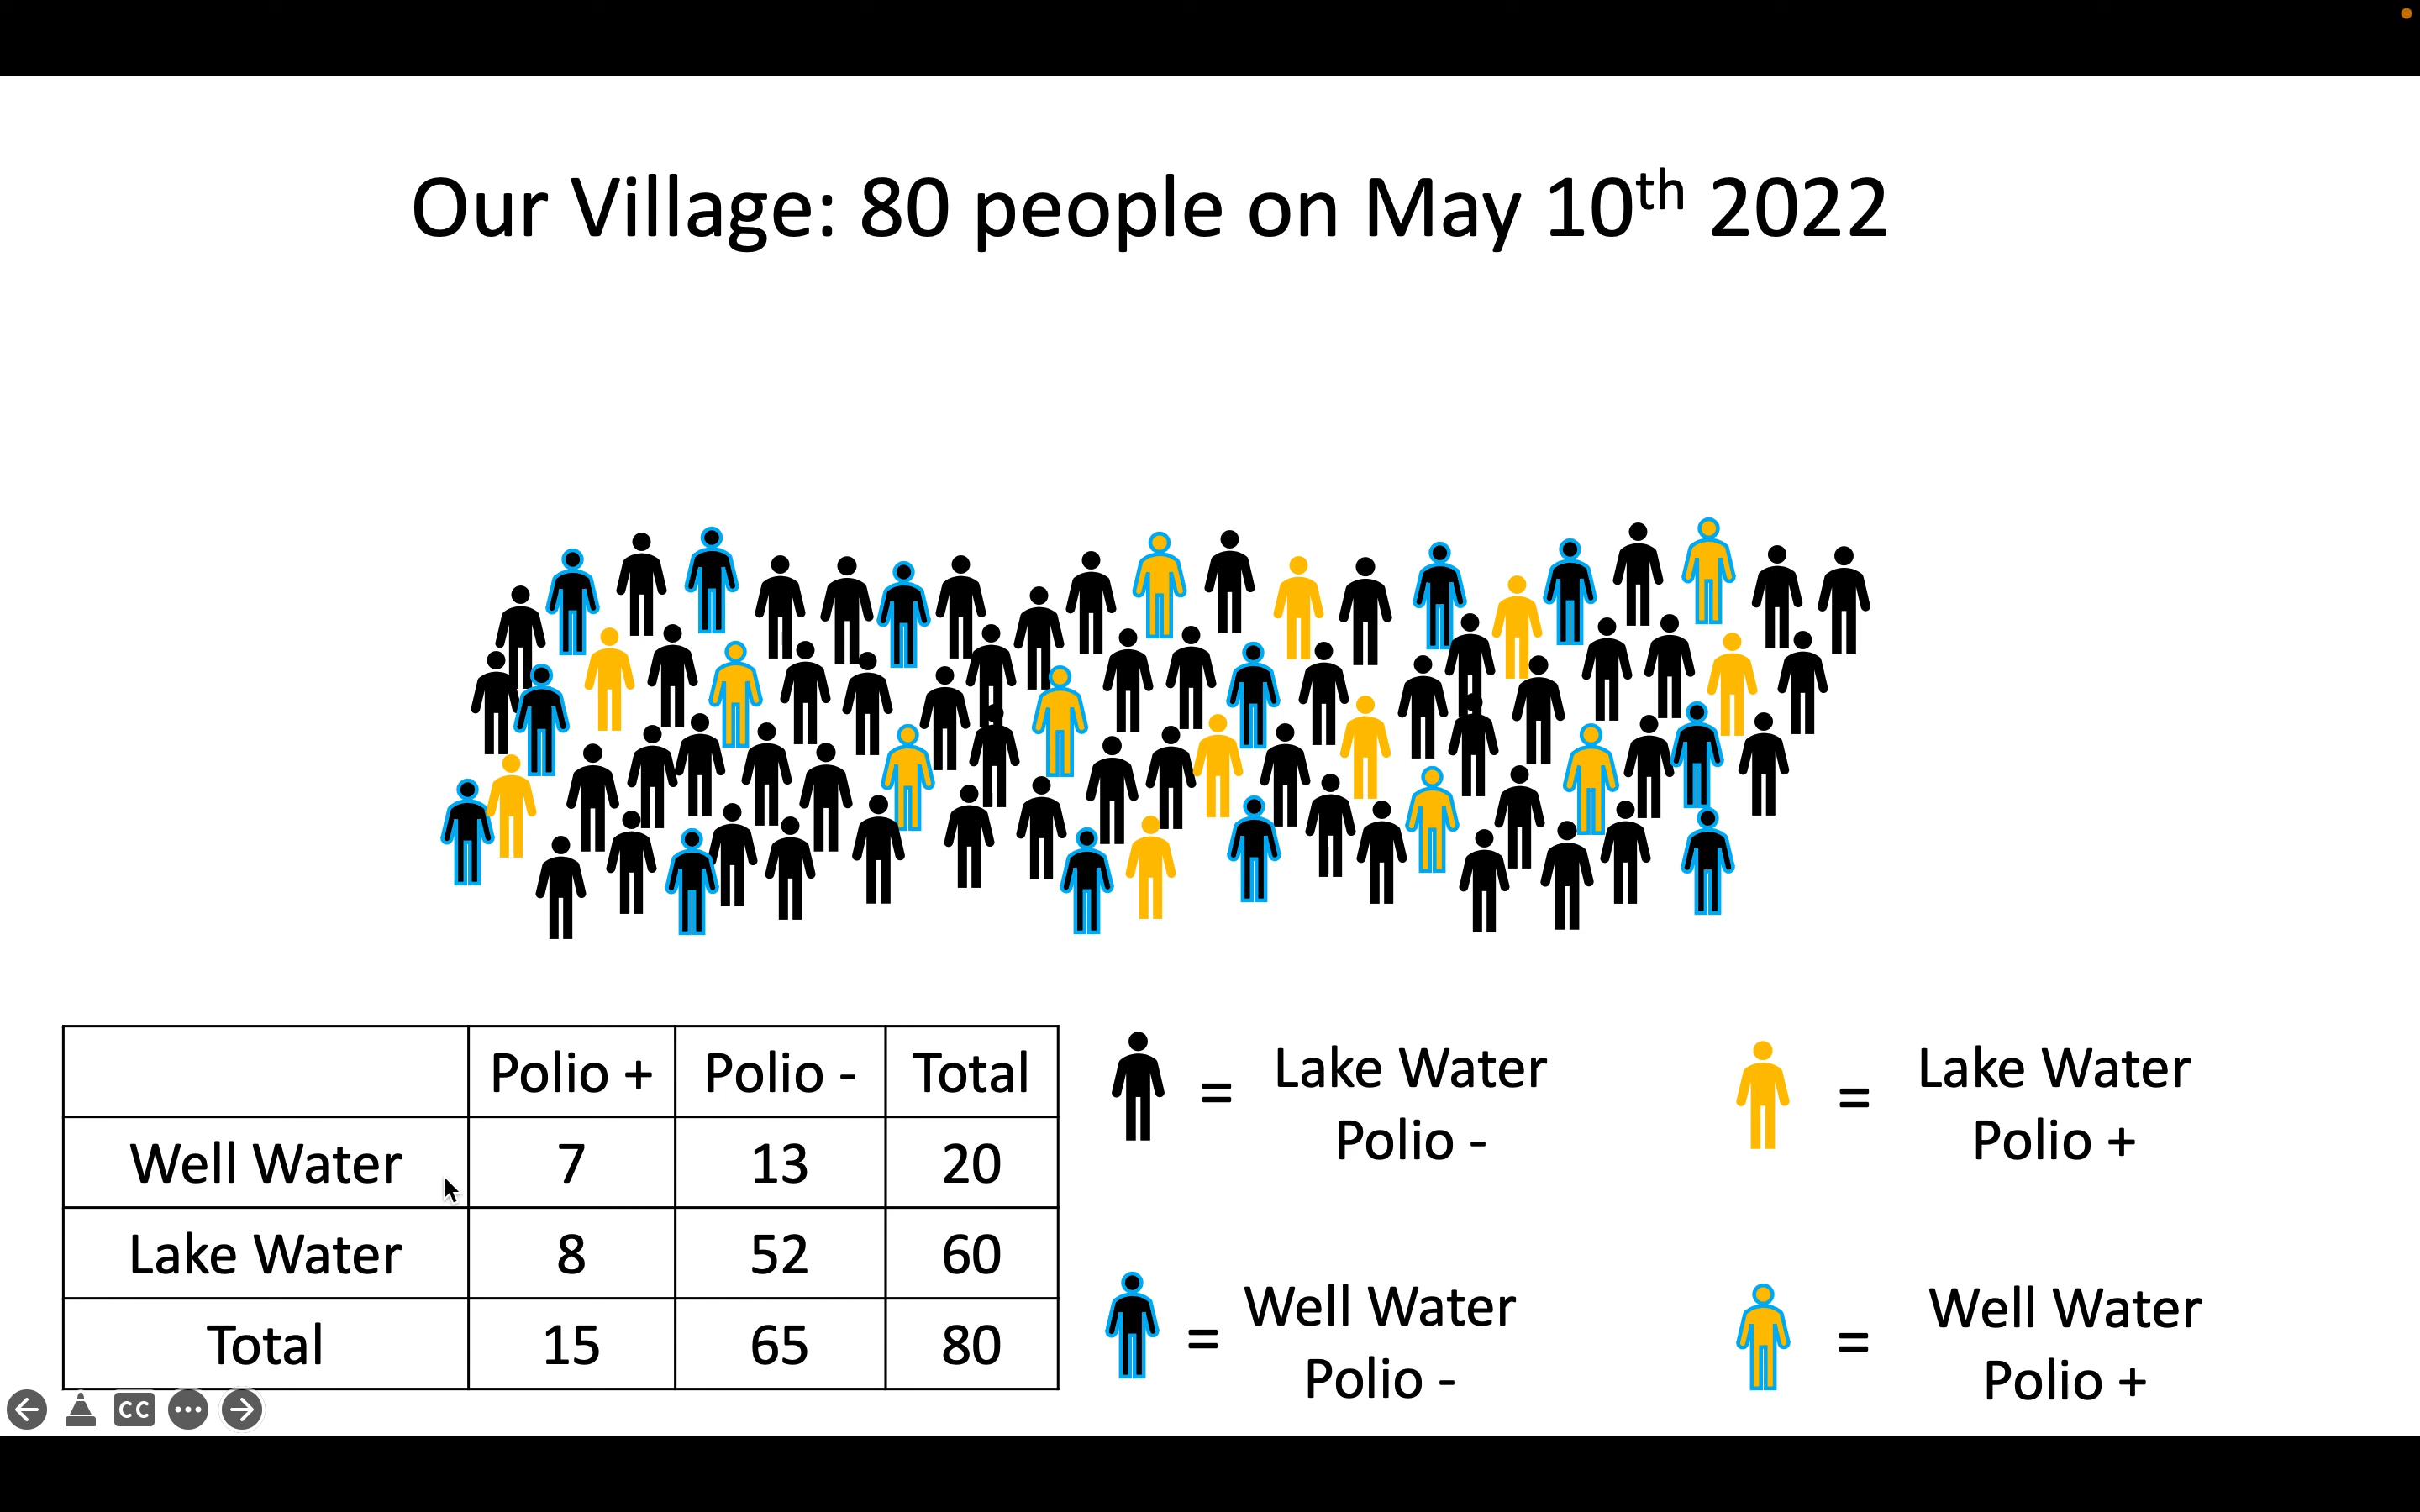 Our Village: 80 people on May 10th 2022
Polio + Polio - Total
Well Water 7 13 20
Lake Water 8 52 60
Total 15 65 80
= Lake Water
Polio -
= Lake Water
Polio +
= Well Water
Polio -
= Well Water
Polio +
CC